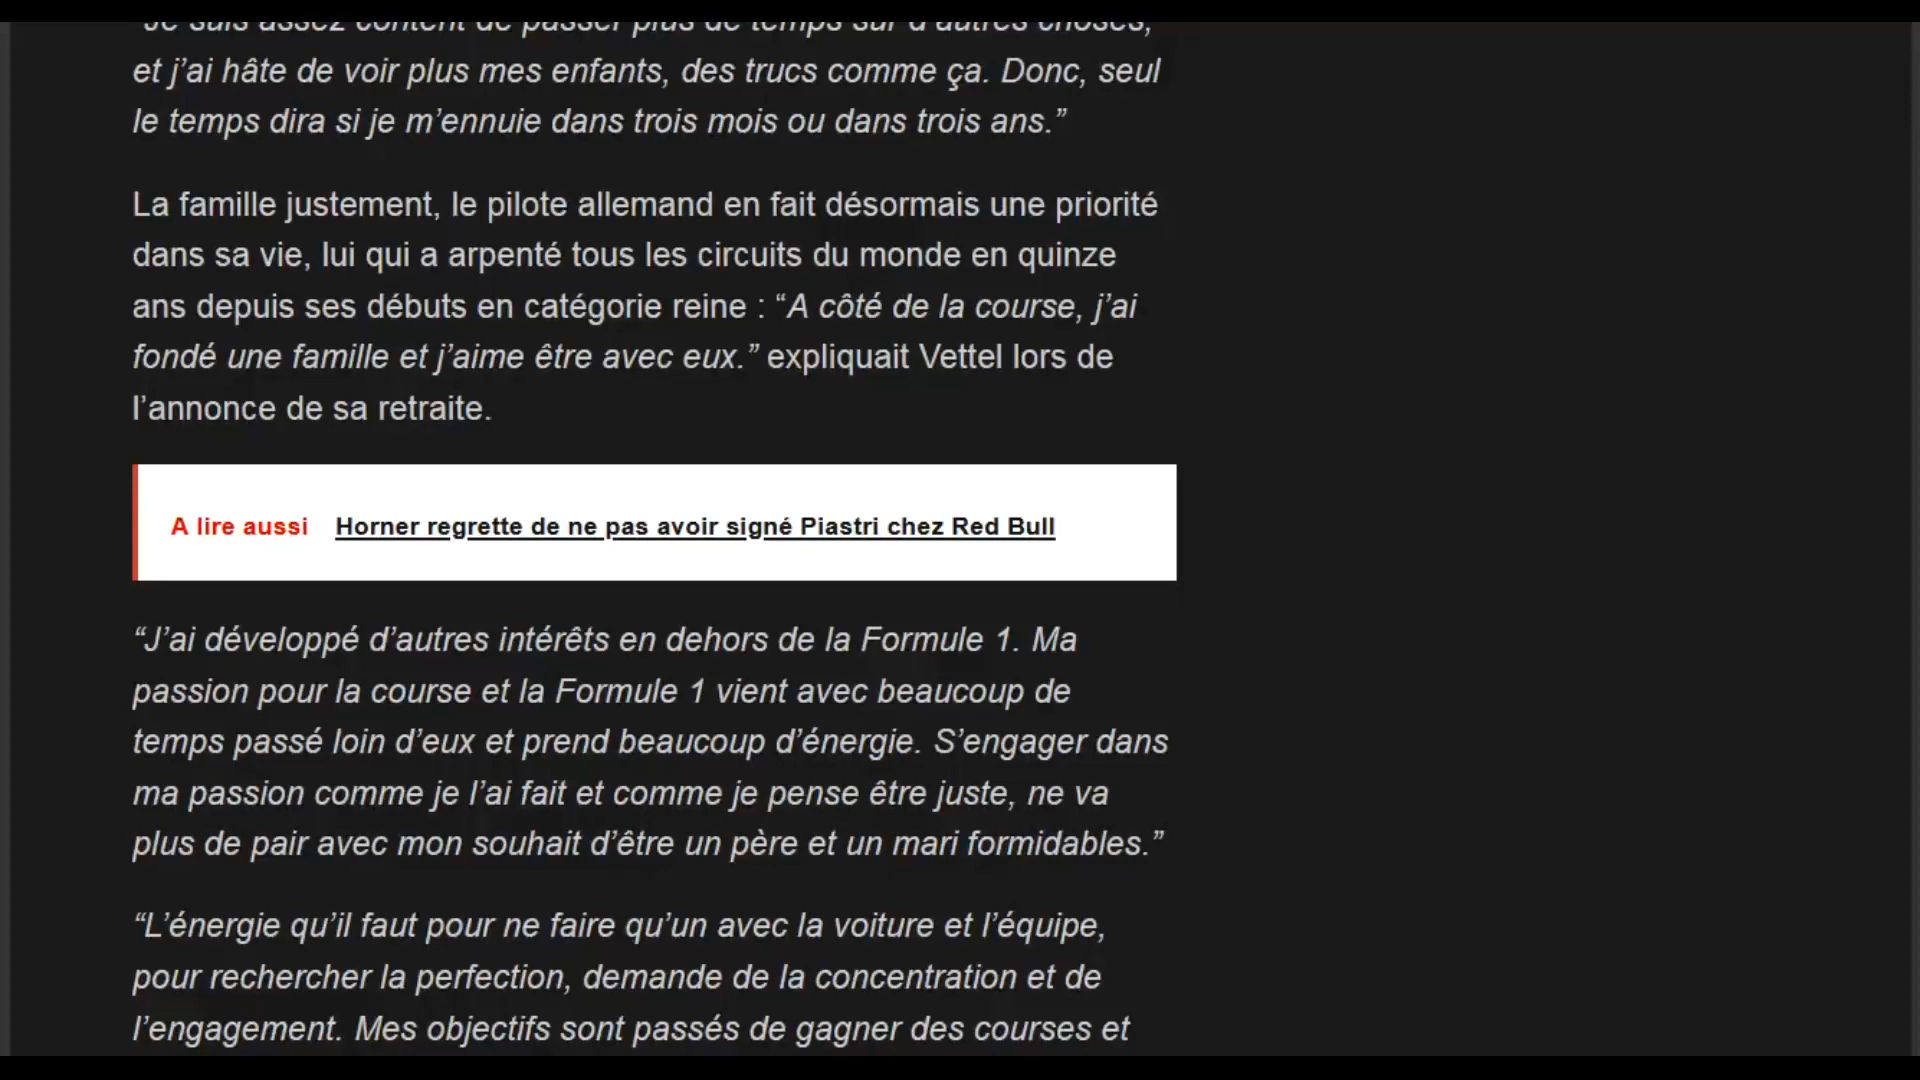 “Je suis assez content de passer plus de temps sur d’autres choses,
et j’ai hâte de voir plus mes enfants, des trucs comme ça. Donc, seul
le temps dira si je m’ennuie dans trois mois ou dans trois ans.”
La famille justement, le pilote allemand en fait désormais une priorité
dans sa vie, lui qui a arpenté tous les circuits du monde en quinze
ans depuis ses débuts en catégorie reine : “A côté de la course, j’ai
fondé une famille et j’aime être avec eux.” expliquait Vettel lors de
l’annonce de sa retraite.
A lire aussi Horner regrette de ne pas avoir signé Piastri chez Red Bull
“J’ai développé d’autres intérêts en dehors de la Formule 1. Ma
passion pour la course et la Formule 1 vient avec beaucoup de
temps passé loin d’eux et prend beaucoup d’énergie. S’engager dans
ma passion comme je l’ai fait et comme je pense être juste, ne va
plus de pair avec mon souhait d’être un père et un mari formidables.”
“L’énergie qu’il faut pour ne faire qu’un avec la voiture et l’équipe,
pour rechercher la perfection, demande de la concentration et de
l’engagement. Mes objectifs sont passés de gagner des courses et